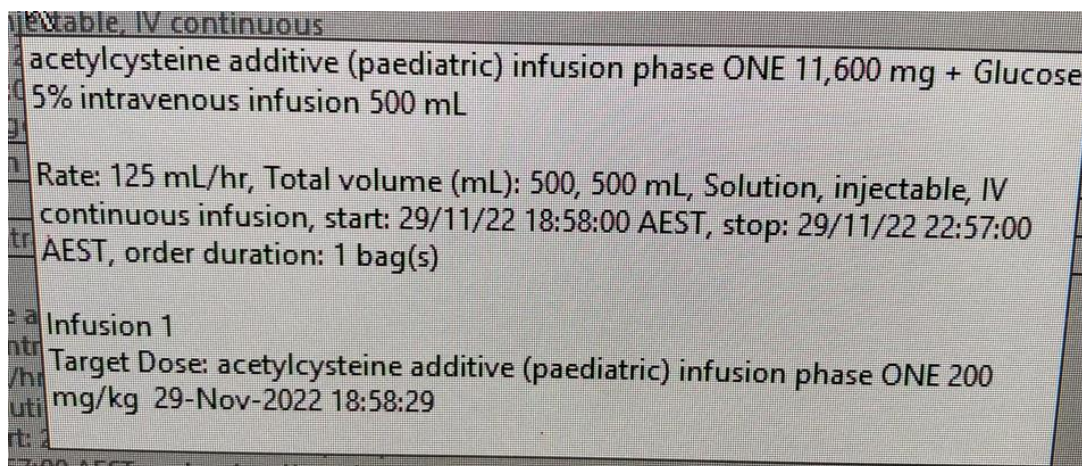 jectable, IV continuous
acetylcysteine additive (paediatric) infusion phase ONE 11,600 mg + Glucose
5% intravenous infusion 500 mL
Rate: 125 mL/hr, Total volume (mL): 500, 500 mL, Solution, injectable, IV
continuous infusion, start: 29/11/22 18:58:00 AEST, stop: 29/11/22 22:57:00
AEST, order duration: 1 bag(s)
Infusion 1
Target Dose: acetylcysteine additive (paediatric) infusion phase ONE 200
mg/kg 29-Nov-2022 18:58:29